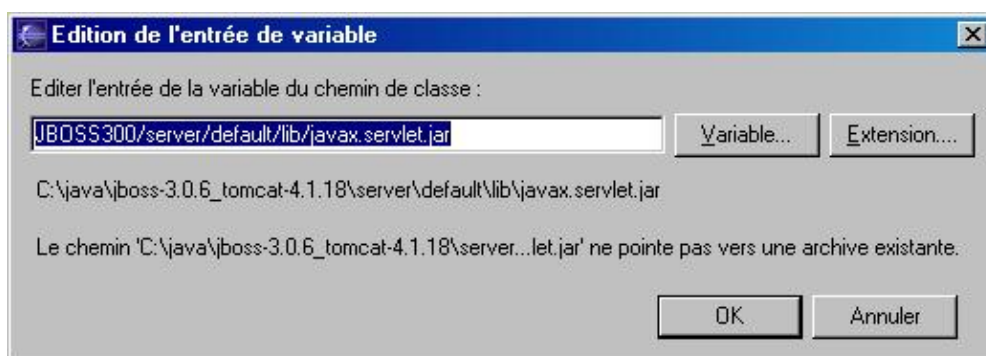 Edition de l'entrée de variable
Editer l'entrée de la variable du chemin de classe :
JBOSS300/server/default/lib/javax.servlet.jar
Variable...
Extension....
C:\java\jboss-3.0.6_tomcat-4.1.18\server\default\lib\javax.servlet.jar
Le chemin 'C:\java\jboss-3.0.6_tomcat-4.1.18\server...let.jar' ne pointe pas vers une archive existante.
OK
Annuler